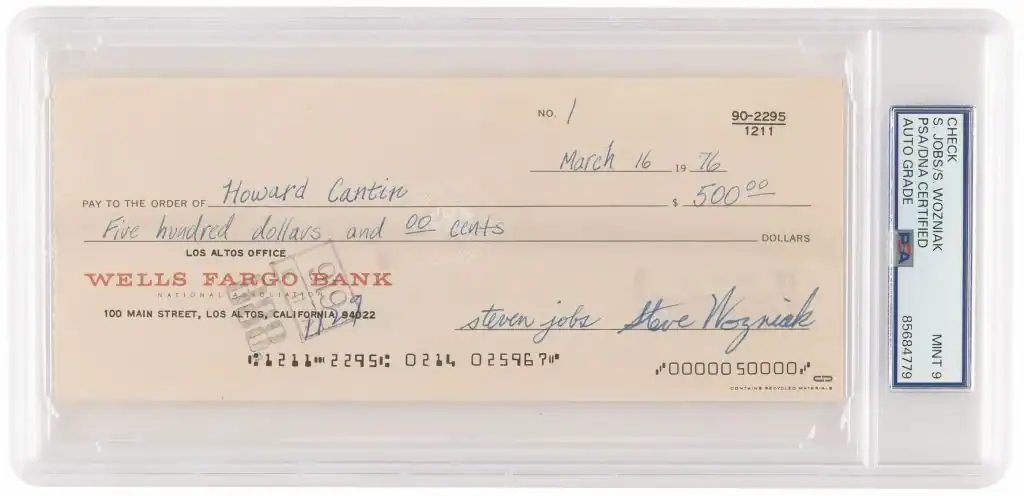 NO. 1
90-2295
1211
March 16 19 76
PAY TO THE ORDER OF Howard Cantin $ 500 00
Five hundred dollars and 00 cents DOLLARS
LOS ALTOS OFFICE
WELLS FARGO BANK
NATIONAL ASSOCIATION
100 MAIN STREET, LOS ALTOS, CALIFORNIA 94022
steven jobs Steve Wozniak
⑆1211⑉2295⑆ 0214 025967⑈
⑇0000050000⑇
CONTAINS RECYCLED MATERIALS
CHECK
S. JOBS/S. WOZNIAK
PSA/DNA CERTIFIED
AUTO GRADE
PSA
MINT 9
85684779